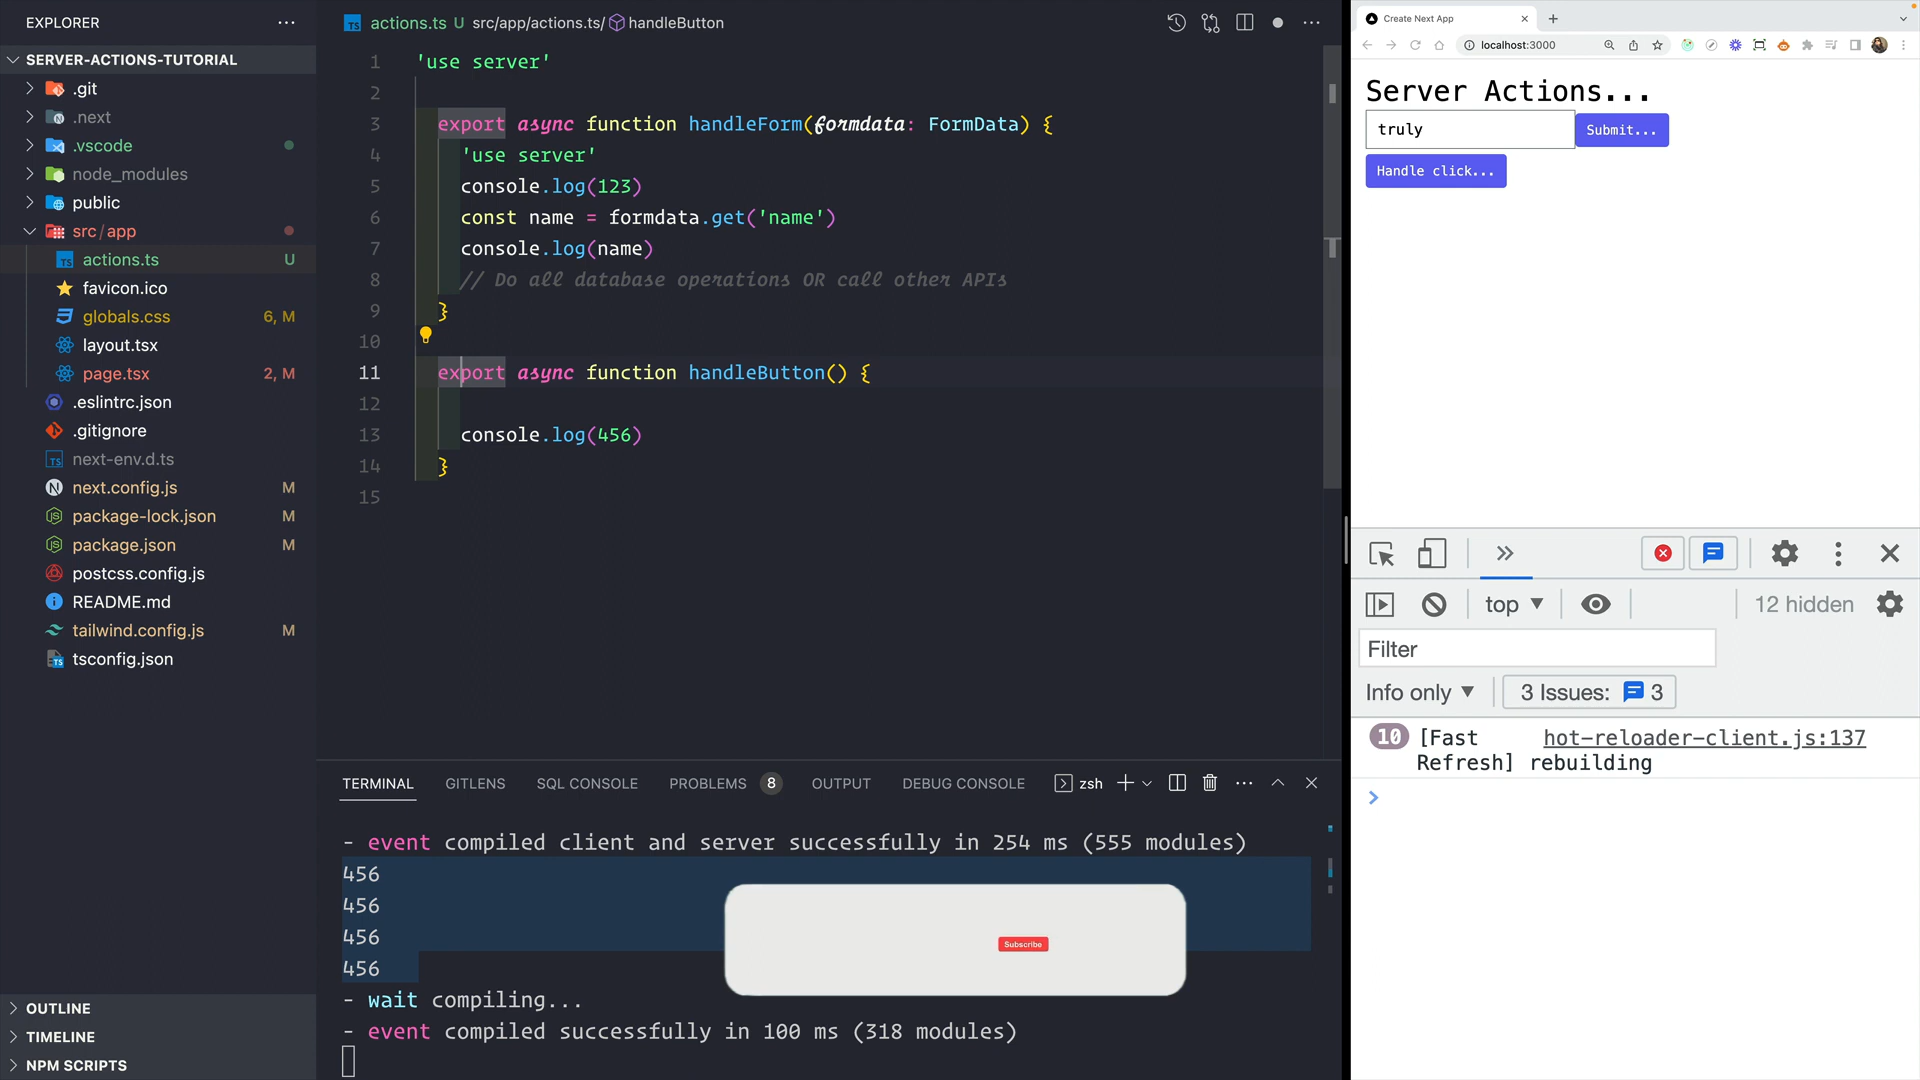 EXPLORER
SERVER-ACTIONS-TUTORIAL
.git
.next
.vscode
node_modules
public
src/app
actions.ts U
favicon.ico
globals.css 6, M
layout.tsx
page.tsx 2, M
.eslintrc.json
.gitignore
next-env.d.ts
next.config.js M
package-lock.json M
package.json M
postcss.config.js
README.md
tailwind.config.js M
tsconfig.json
OUTLINE
TIMELINE
NPM SCRIPTS
actions.ts U src/app/actions.ts/ handleButton
1 'use server'
2
3 export async function handleForm(formdata: FormData) {
4 'use server'
5 console.log(123)
6 const name = formdata.get('name')
7 console.log(name)
8 // Do all database operations OR call other APIs
9 }
10
11 export async function handleButton() {
12
13 console.log(456)
14 }
15
TERMINAL GITLENS SQL CONSOLE PROBLEMS 8 OUTPUT DEBUG CONSOLE zsh
- event compiled client and server successfully in 254 ms (555 modules)
456
456
456
456
- wait compiling...
- event compiled successfully in 100 ms (318 modules)
Subscribe
Create Next App
localhost:3000
Server Actions...
truly Submit...
Handle click...
top 12 hidden
Filter
Info only 3 Issues: 3
10 [Fast hot-reloader-client.js:137
Refresh] rebuilding